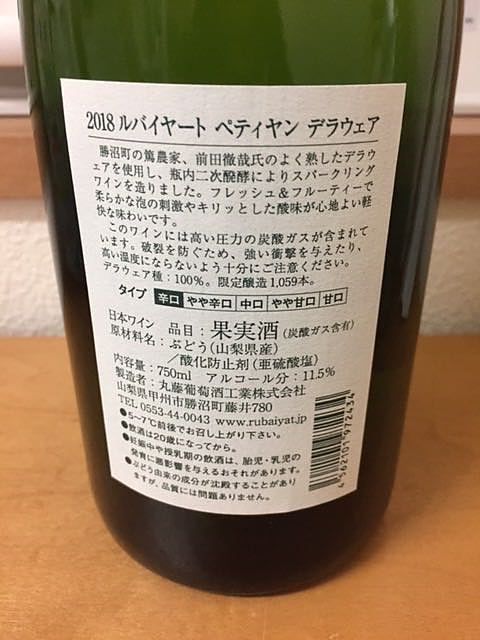 2018 ルバイヤート ペティヤン デラウェア
勝沼町の篤農家、前田徹哉氏のよく熟したデラウ
ェアを使用し、瓶内二次醗酵によりスパークリング
ワインを造りました。フレッシュ＆フルーティーで
柔らかな泡の刺激やキリッとした酸味が心地よい軽
快な味わいです。
このワインには高い圧力の炭酸ガスが含まれて
います。破裂を防ぐため、強い衝撃を与えたり、
高い温度にならないよう十分にご注意ください。
デラウェア種：100%。限定醸造1,059本。
タイプ 辛口 やや辛口 中口 やや甘口 甘口
日本ワイン 品目：果実酒(炭酸ガス含有)
原材料名：ぶどう(山梨県産)
／酸化防止剤(亜硫酸塩)
内容量：750ml アルコール分：11.5%
製造者：丸藤葡萄酒工業株式会社
山梨県甲州市勝沼町藤井780
TEL 0553-44-0043 www.rubaiyat.jp
●5～7℃前後でお召し上がり下さい。
●飲酒は20歳になってから。
●妊娠中や授乳期の飲酒は、胎児・乳児の
発育に悪影響を与えるおそれがあります。
●ぶどう由来の成分が沈殿することがあり
ますが、品質には問題ありません。
4 562101 972434